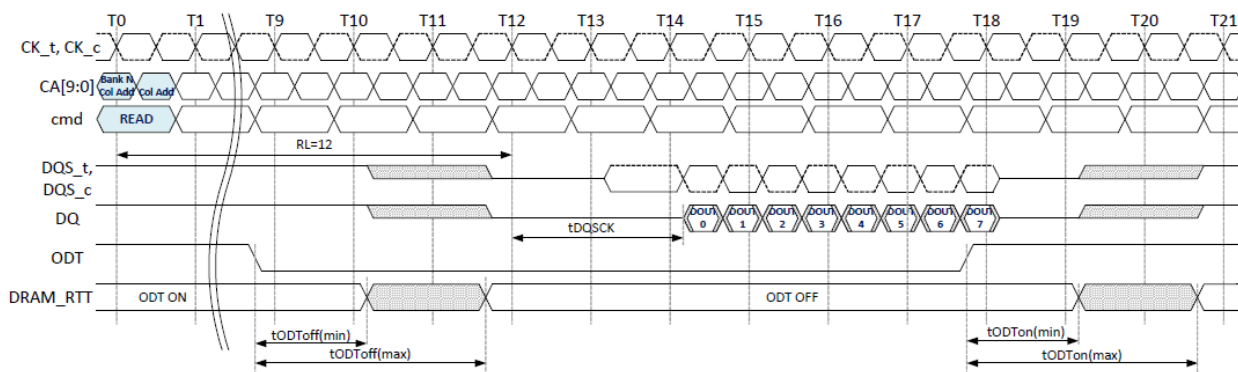 T0 T1 T9 T10 T11 T12 T13 T14 T15 T16 T17 T18 T19 T20 T21
CK_t, CK_c
CA[9:0] Bank N Col Add Col Add
cmd READ
RL=12
DQS_t,
DQS_c
DQ DOUT 0 DOUT 1 DOUT 2 DOUT 3 DOUT 4 DOUT 5 DOUT 6 DOUT 7
tDQSCK
ODT
DRAM_RTT ODT ON ODT OFF
tODToff(min) tODTon(min)
tODToff(max) tODTon(max)